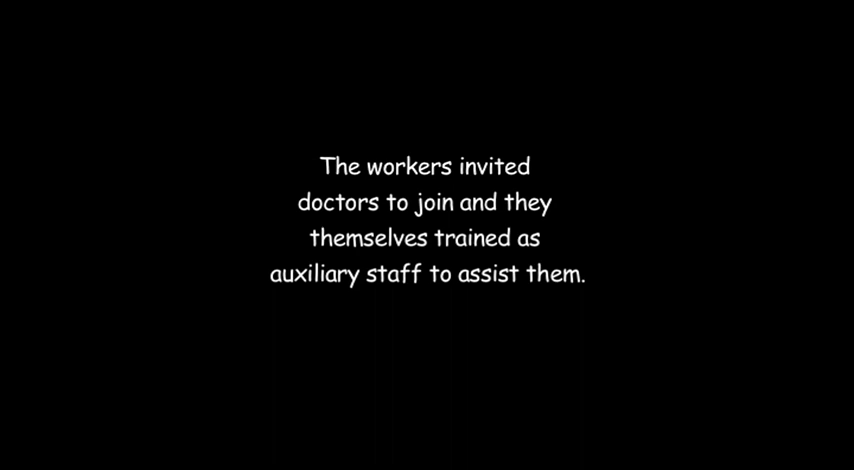 The workers invited
doctors to join and they
themselves trained as
auxiliary staff to assist them.